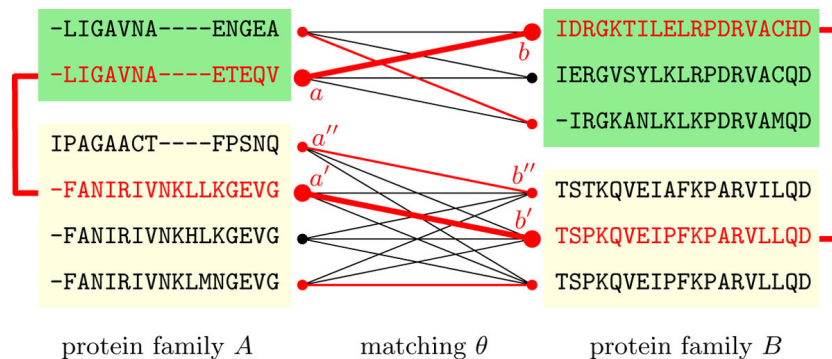 -LIGAVNA----ENGEA
-LIGAVNA----ETEQV
IPAGAACT----FPSNQ
-FANIRIVNKLLKGEVG
-FANIRIVNKHLKGEVG
-FANIRIVNKLMNGEVG
a
a''
a'
b
b''
b'
IDRGKTILELRPDRVACHD
IERGVSYLKLRPDRVACQD
-IRGKANLKLKPDRVAMQD
TSTKQVEIAFKPARVILQD
TSPKQVEIPFKPARVLLQD
TSPKQVEIPFKPARVLLQD
protein family A
matching θ
protein family B